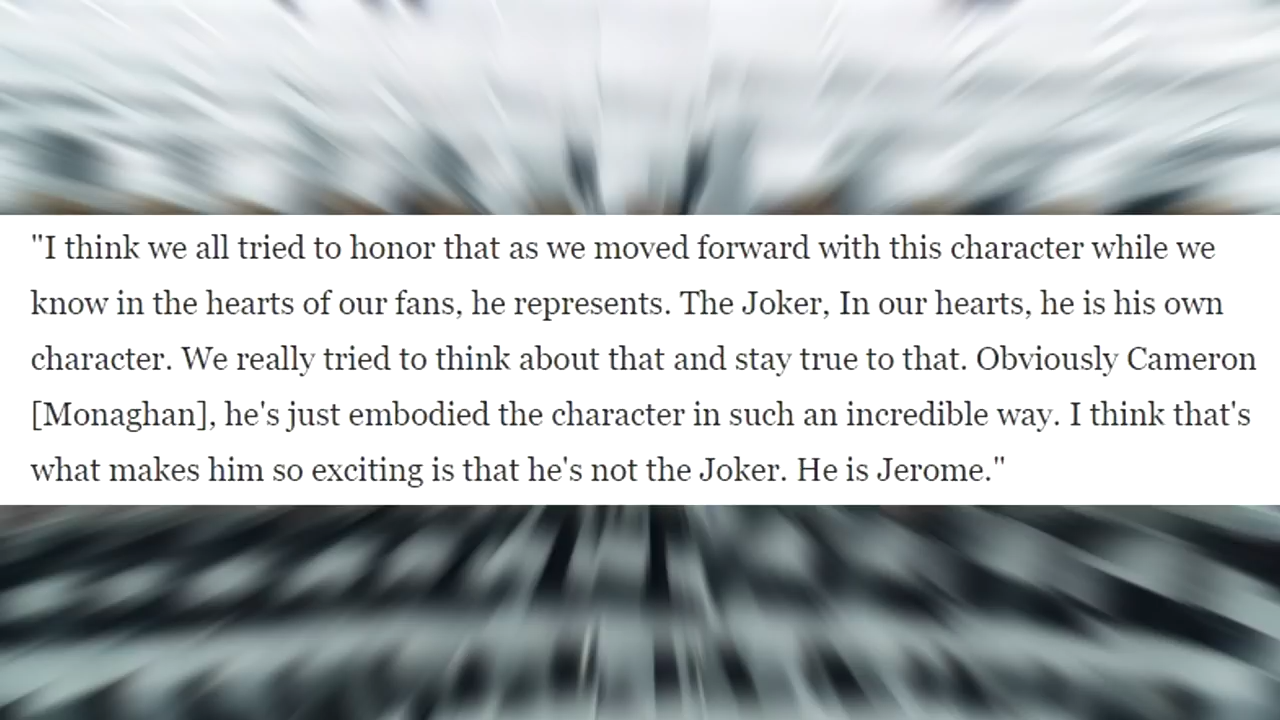 "I think we all tried to honor that as we moved forward with this character while we
know in the hearts of our fans, he represents. The Joker, In our hearts, he is his own
character. We really tried to think about that and stay true to that. Obviously Cameron
[Monaghan], he's just embodied the character in such an incredible way. I think that's
what makes him so exciting is that he's not the Joker. He is Jerome."